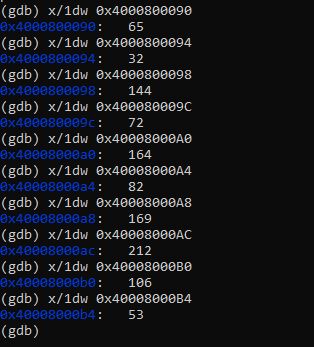 (gdb) x/1dw 0x4000800090
0x4000800090:   65
(gdb) x/1dw 0x4000800094
0x4000800094:   32
(gdb) x/1dw 0x4000800098
0x4000800098:   144
(gdb) x/1dw 0x400080009C
0x400080009c:   72
(gdb) x/1dw 0x40008000A0
0x40008000a0:   164
(gdb) x/1dw 0x40008000A4
0x40008000a4:   82
(gdb) x/1dw 0x40008000A8
0x40008000a8:   169
(gdb) x/1dw 0x40008000AC
0x40008000ac:   212
(gdb) x/1dw 0x40008000B0
0x40008000b0:   106
(gdb) x/1dw 0x40008000B4
0x40008000b4:   53
(gdb)